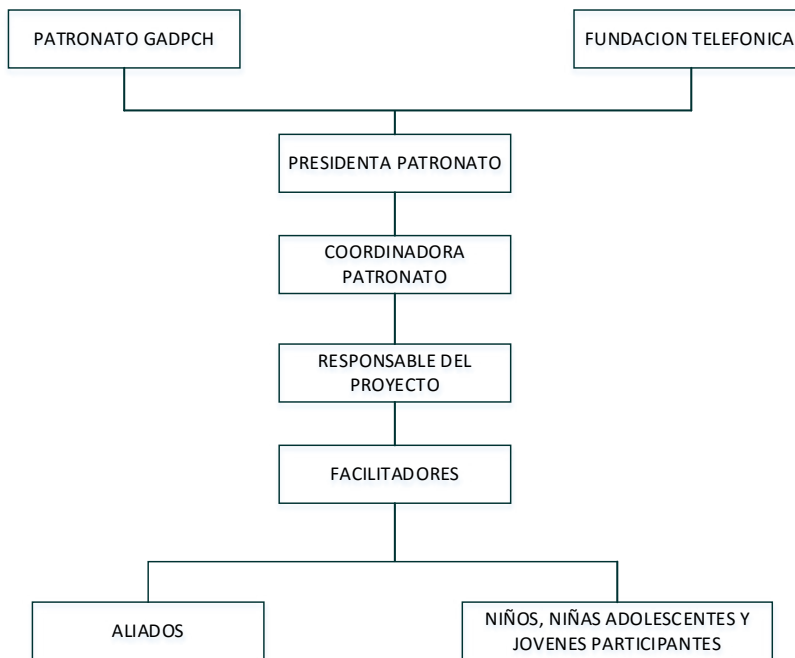 PATRONATO GADPCH
FUNDACION TELEFONICA
PRESIDENTA PATRONATO
COORDINADORA
PATRONATO
RESPONSABLE DEL
PROYECTO
FACILITADORES
ALIADOS
NIÑOS, NIÑAS ADOLESCENTES Y
JOVENES PARTICIPANTES